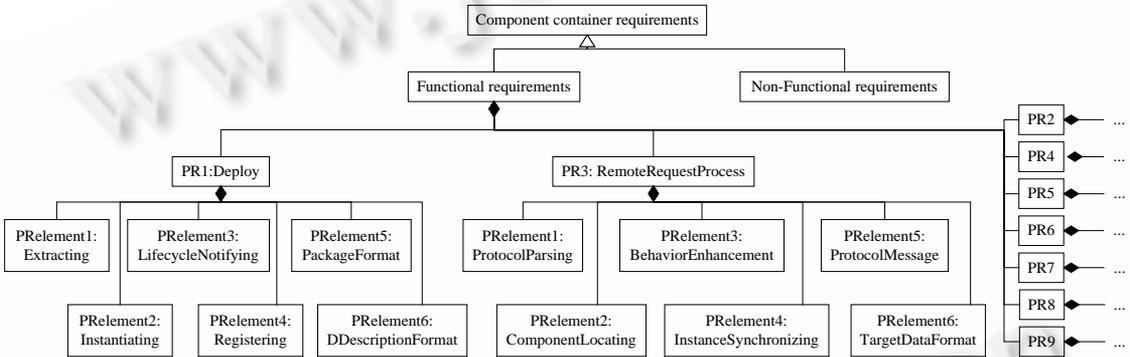 Component container requirements
Functional requirements
Non-Functional requirements
PR1:Deploy
PR3: RemoteRequestProcess
PRelement1:
Extracting
PRelement3:
LifecycleNotifying
PRelement5:
PackageFormat
PRelement2:
Instantiating
PRelement4:
Registering
PRelement6:
DDescriptionFormat
PRelement1:
ProtocolParsing
PRelement3:
BehaviorEnhancement
PRelement5:
ProtocolMessage
PRelement2:
ComponentLocating
PRelement4:
InstanceSynchronizing
PRelement6:
TargetDataFormat
PR2 ...
PR4 ...
PR5 ...
PR6 ...
PR7 ...
PR8 ...
PR9 ...
www.